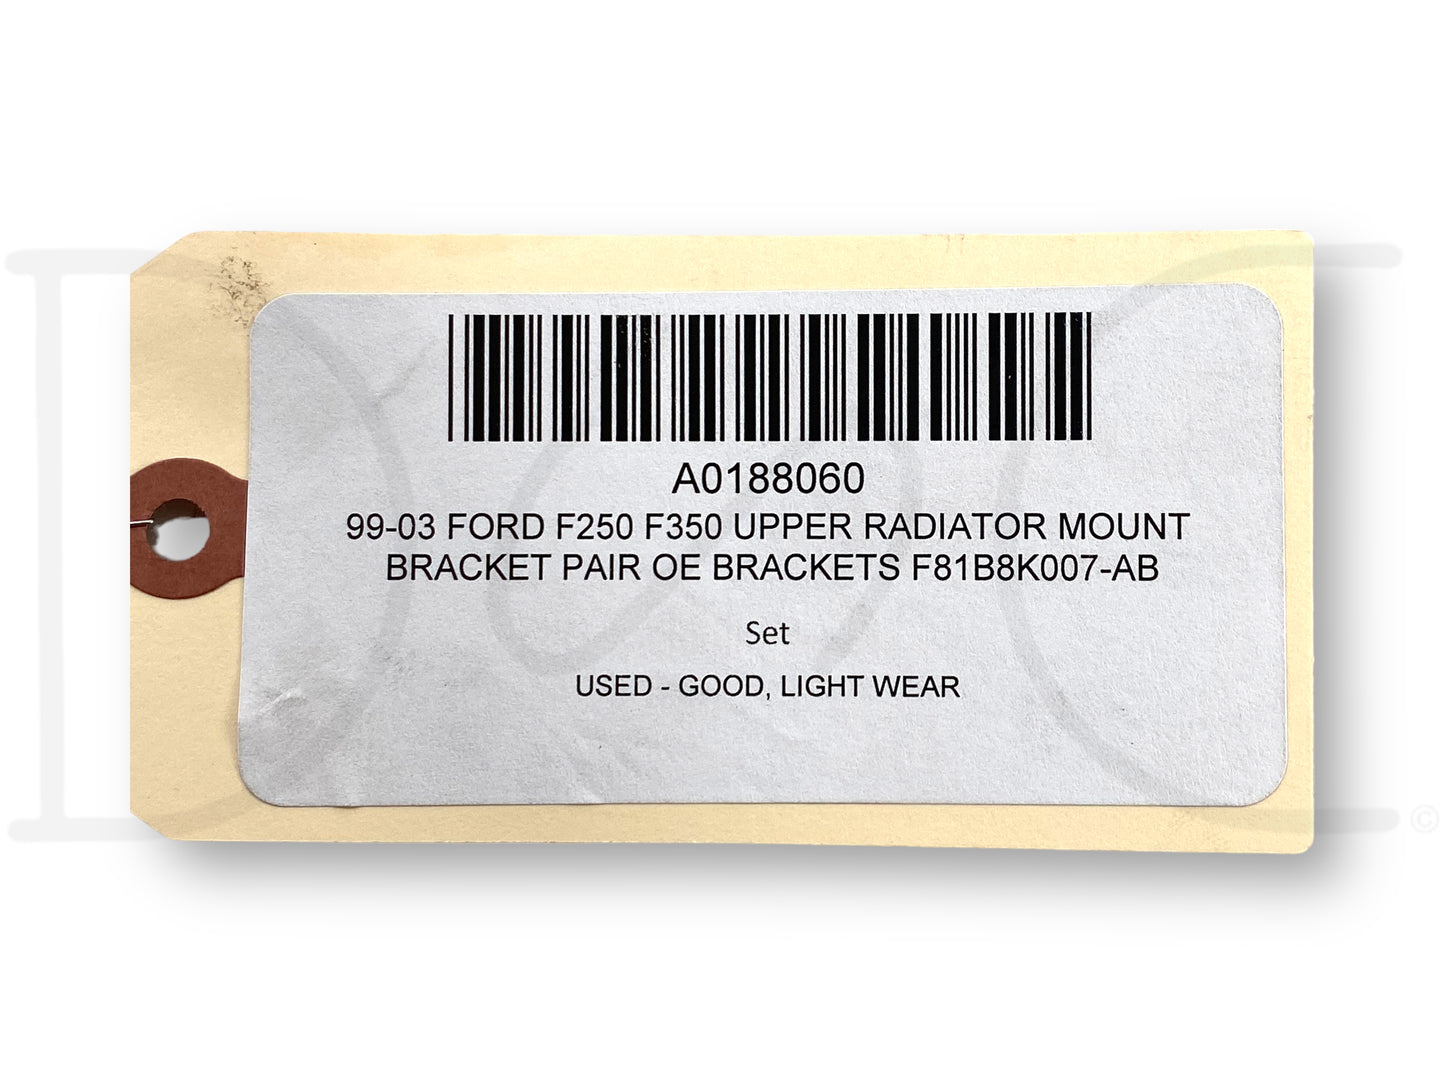 A0188060
99-03 FORD F250 F350 UPPER RADIATOR MOUNT
BRACKET PAIR OE BRACKETS F81B8K007-AB
Set
USED - GOOD, LIGHT WEAR
©